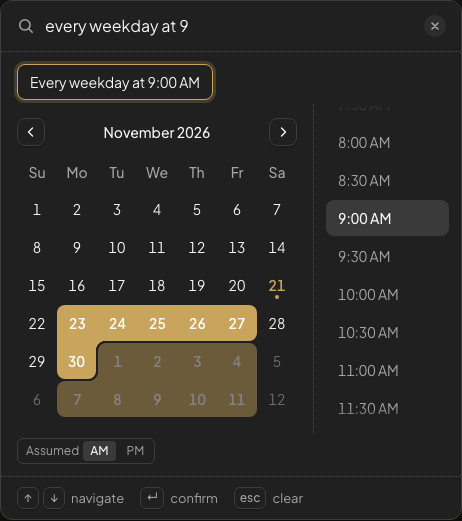 every weekday at 9
Every weekday at 9:00 AM
November 2026
Su Mo Tu We Th Fr Sa
1 2 3 4 5 6 7
8 9 10 11 12 13 14
15 16 17 18 19 20 21
22 23 24 25 26 27 28
29 30 1 2 3 4 5
6 7 8 9 10 11 12
7:30 AM
8:00 AM
8:30 AM
9:00 AM
9:30 AM
10:00 AM
10:30 AM
11:00 AM
11:30 AM
Assumed AM PM
↑ ↓ navigate ↵ confirm esc clear